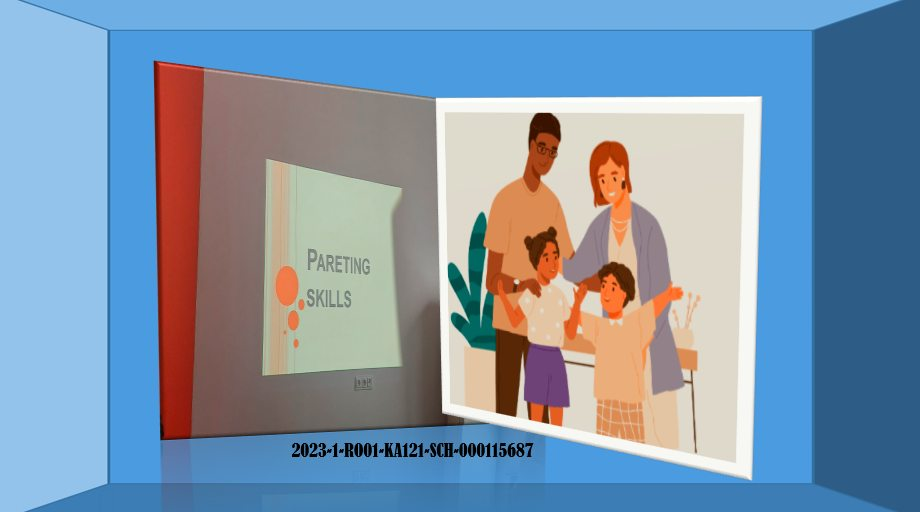 PARETING
SKILLS
2023-1-RO01-KA121-SCH-000115687